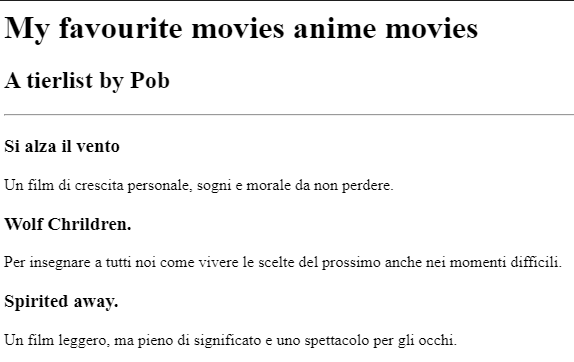 My favourite movies anime movies
A tierlist by Pob
Si alza il vento
Un film di crescita personale, sogni e morale da non perdere.
Wolf Chrildren.
Per insegnare a tutti noi come vivere le scelte del prossimo anche nei momenti difficili.
Spirited away.
Un film leggero, ma pieno di significato e uno spettacolo per gli occhi.